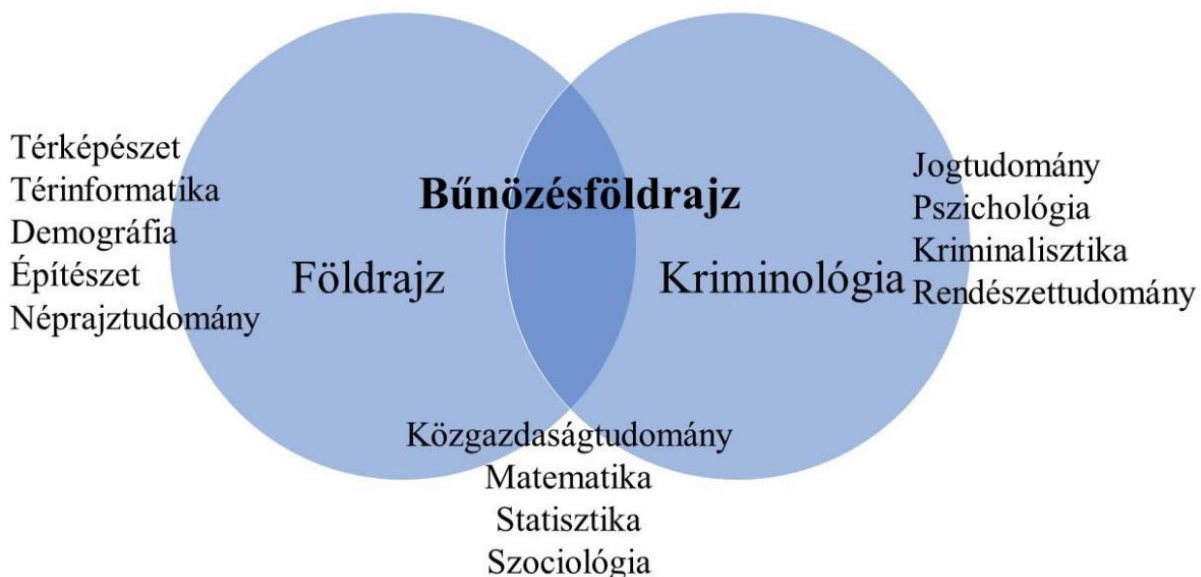 Térképészet
Térinformatika
Demográfia
Építészet
Néprajztudomány
Bűnözésföldrajz
Földrajz
Kriminológia
Jogtudomány
Pszichológia
Kriminalisztika
Rendészettudomány
Közgazdaságtudomány
Matematika
Statisztika
Szociológia